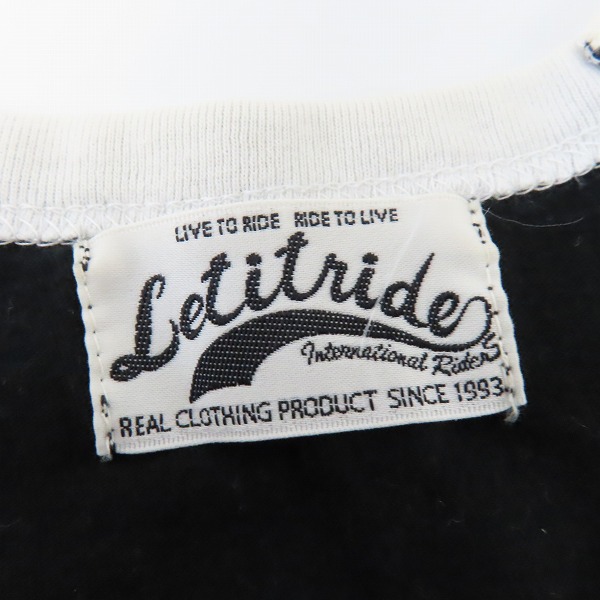 LIVE TO RIDE RIDE TO LIVE
Letitride
International Riders
REAL CLOTHING PRODUCT SINCE 1993